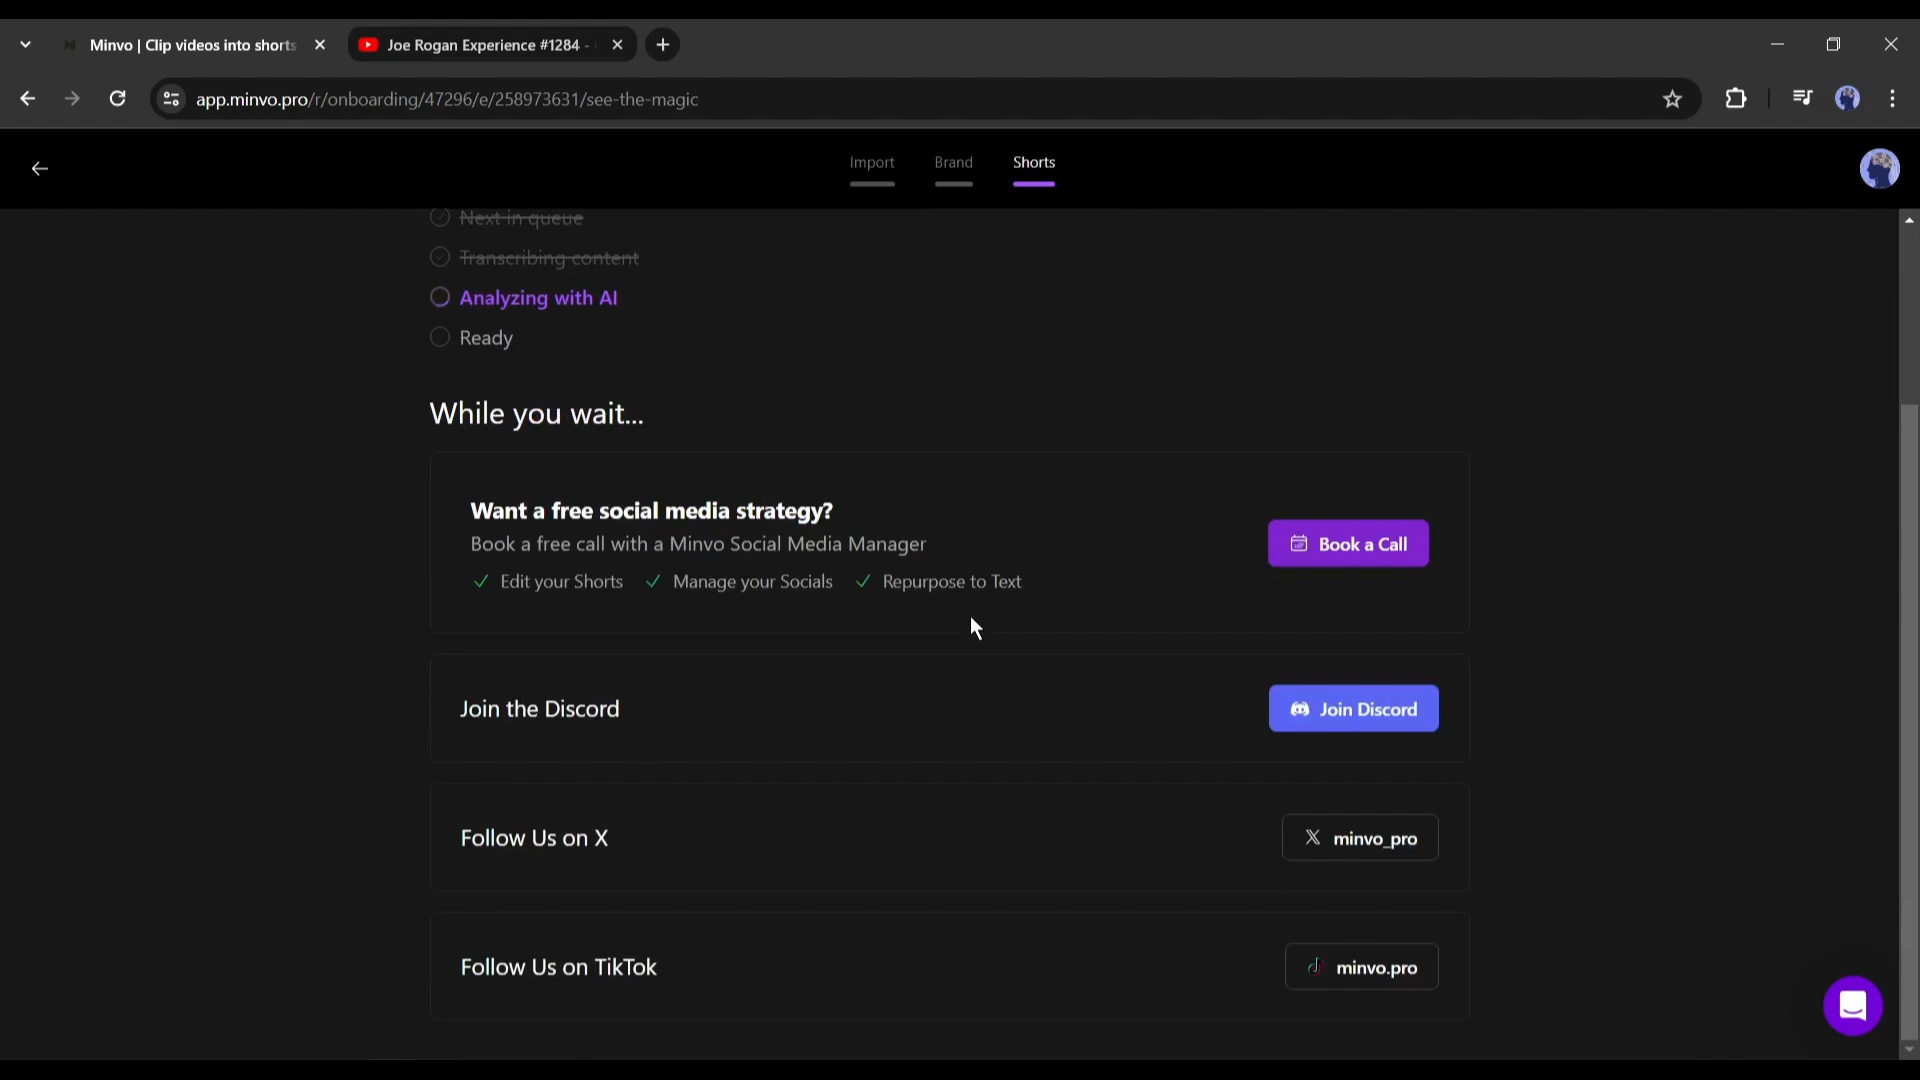 Minvo | Clip videos into shorts
Joe Rogan Experience #1284 -
app.minvo.pro/r/onboarding/47296/e/258973631/see-the-magic
Import
Brand
Shorts
Next in queue
Transcribing content
Analyzing with AI
Ready
While you wait...
Want a free social media strategy?
Book a free call with a Minvo Social Media Manager
Edit your Shorts
Manage your Socials
Repurpose to Text
Book a Call
Join the Discord
Join Discord
Follow Us on X
minvo_pro
Follow Us on TikTok
minvo.pro